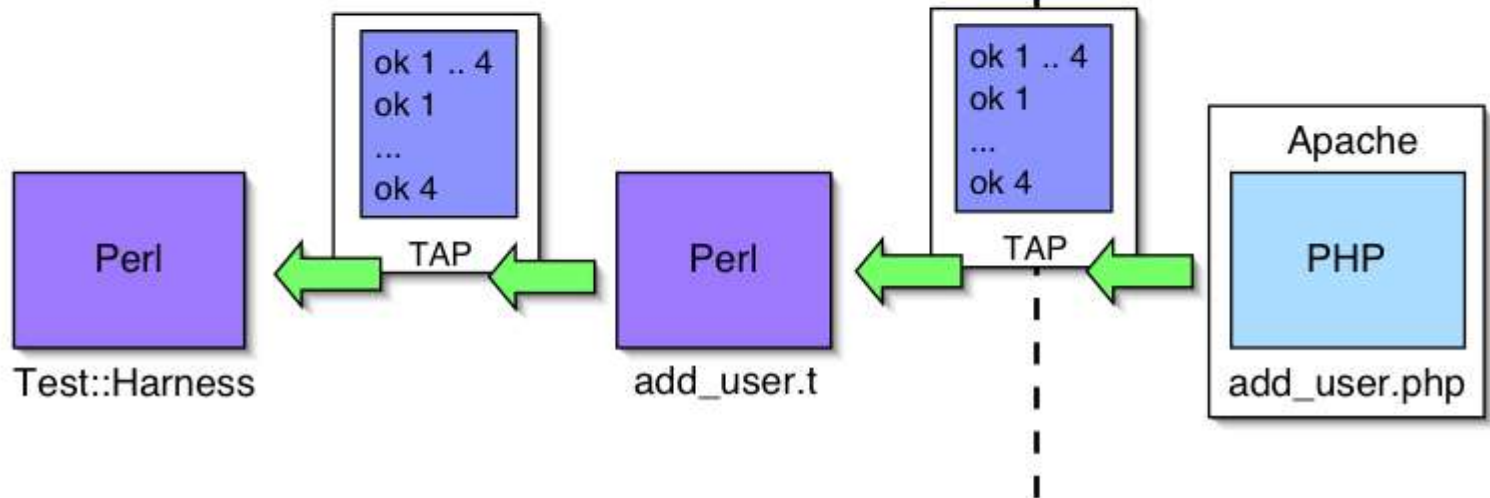 ok 1 .. 4
ok 1
...
ok 4
TAP
ok 1 .. 4
ok 1
...
ok 4
TAP
Apache
Perl
Perl
PHP
Test::Harness
add_user.t
add_user.php